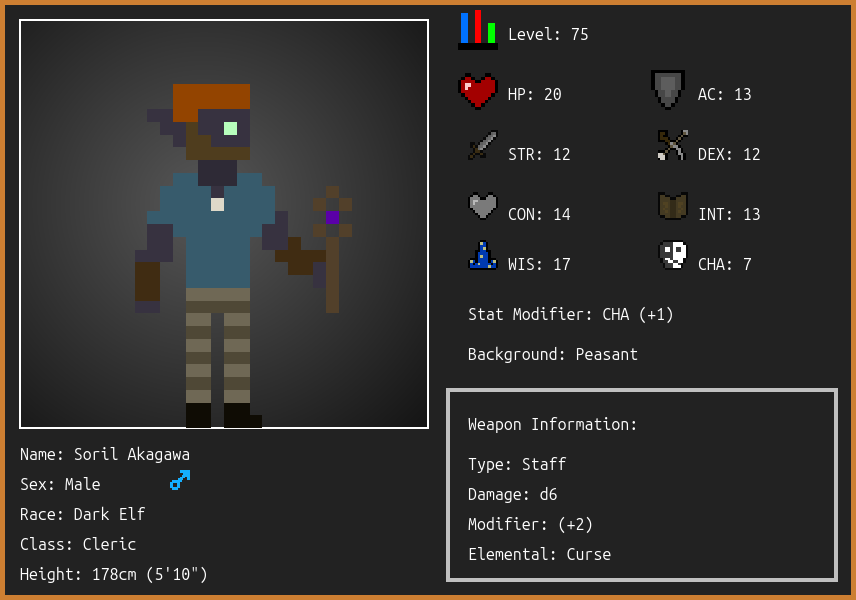 Level: 75
HP: 20
AC: 13
STR: 12
DEX: 12
CON: 14
INT: 13
WIS: 17
CHA: 7
Stat Modifier: CHA (+1)
Background: Peasant
Weapon Information:
Type: Staff
Damage: d6
Modifier: (+2)
Elemental: Curse
Name: Soril Akagawa
Sex: Male
Race: Dark Elf
Class: Cleric
Height: 178cm (5'10")